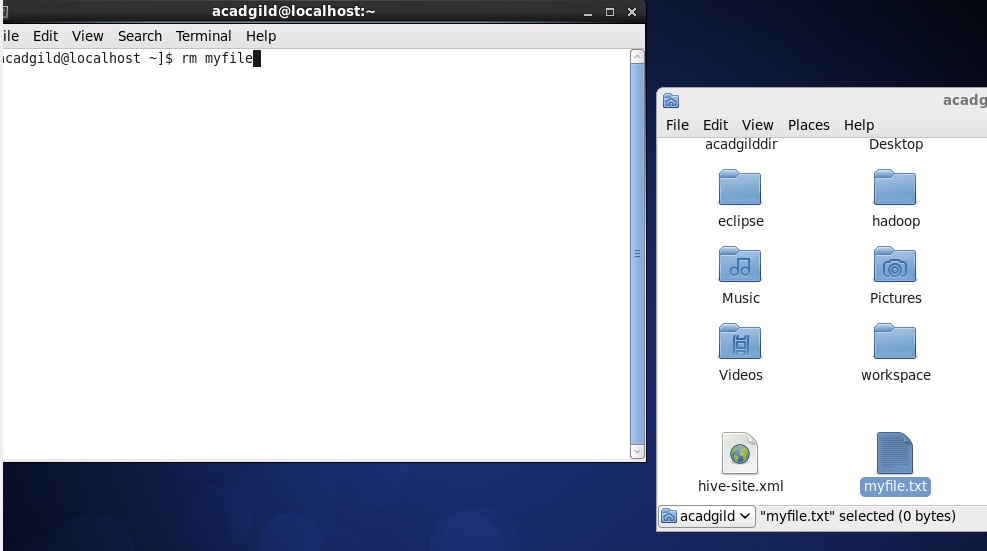 acadgild@localhost:~
ile Edit View Search Terminal Help
acadgild@localhost ~]$ rm myfile
acadg
File Edit View Places Help
acadgilddir Desktop
eclipse hadoop
Music Pictures
Videos workspace
hive-site.xml myfile.txt
acadgild "myfile.txt" selected (0 bytes)